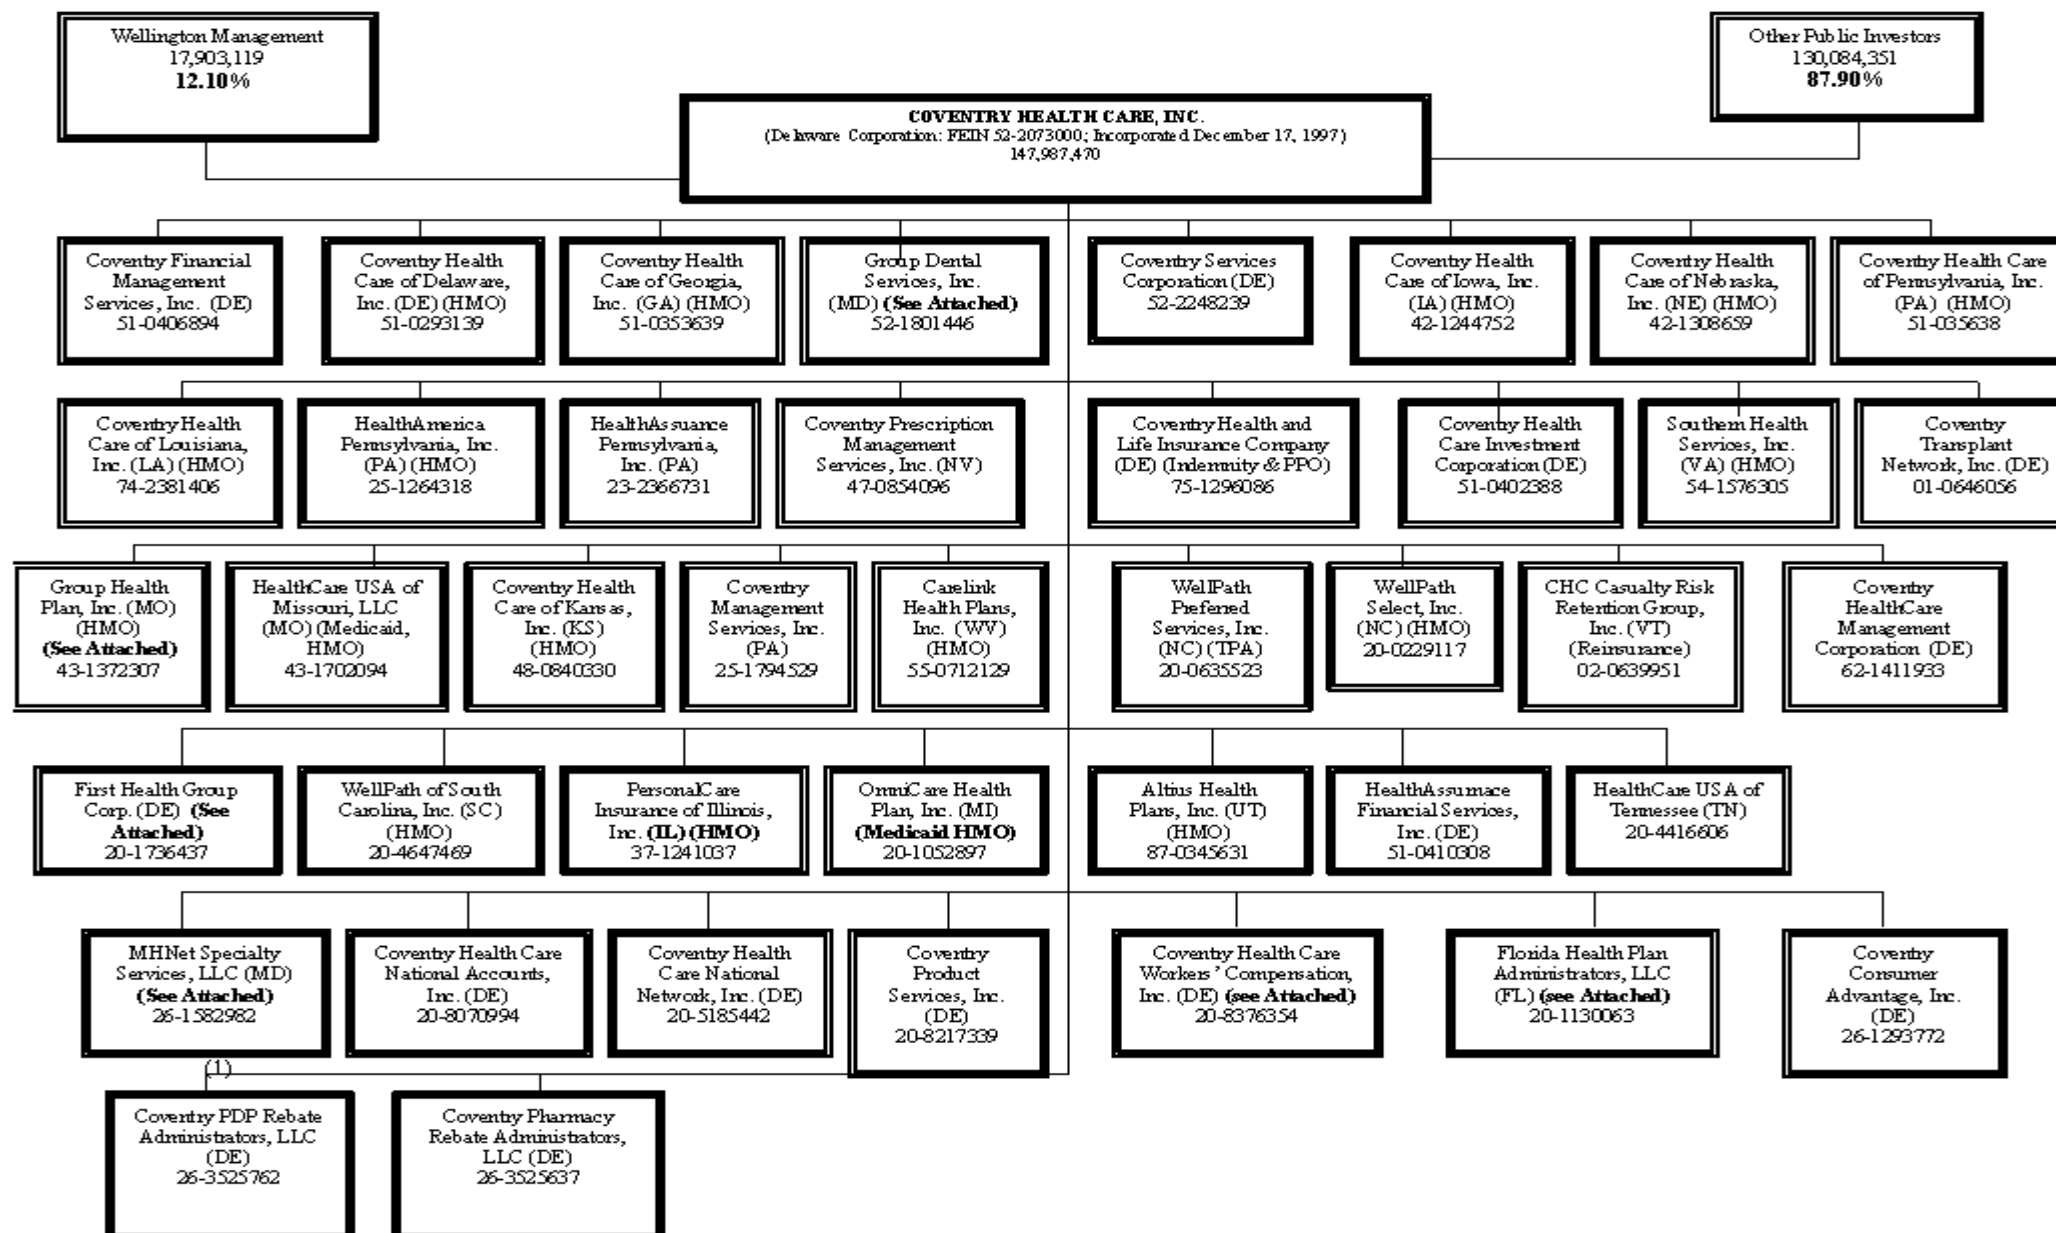 Wellington Management
17,903,119
12.10%
Other Public Investors
130,084,351
87.90%
COVENTRY HEALTH CARE, INC.
(Delaware Corporation: FEIN 52-2073000; Incorporated December 17, 1997)
147,987,470
Coventry Financial
Management
Services, Inc. (DE)
51-0406894
Coventry Health
Care of Delaware,
Inc. (DE) (HMO)
51-0293139
Coventry Health
Care of Georgia,
Inc. (GA) (HMO)
51-0353639
Group Dental
Services, Inc.
(MD) (See Attached)
52-1801446
Coventry Services
Corporation (DE)
52-2248239
Coventry Health
Care of Iowa, Inc.
(IA) (HMO)
42-1244752
Coventry Health
Care of Nebraska,
Inc. (NE) (HMO)
42-1308659
Coventry Health Care
of Pennsylvania, Inc.
(PA) (HMO)
51-035638
Coventry Health
Care of Louisiana,
Inc. (LA) (HMO)
74-2381406
HealthAmerica
Pennsylvania, Inc.
(PA) (HMO)
25-1264318
HealthAssuance
Pennsylvania,
Inc. (PA)
23-2366731
Coventry Prescription
Management
Services, Inc. (NV)
47-0854096
Coventry Health and
Life Insurance Company
(DE) (Indemnity & PPO)
75-1296086
Coventry Health
Care Investment
Corporation (DE)
51-0402388
Southern Health
Services, Inc.
(VA) (HMO)
54-1576305
Coventry
Transplant
Network, Inc. (DE)
01-0646056
Group Health
Plan, Inc. (MO)
(HMO)
(See Attached)
43-1372307
HealthCare USA of
Missouri, LLC
(MO) (Medicaid,
HMO)
43-1702094
Coventry Health
Care of Kansas,
Inc. (KS)
(HMO)
48-0840330
Coventry
Management
Services, Inc.
(PA)
25-1794529
Carelink
Health Plans,
Inc. (WV)
(HMO)
55-0712129
WellPath
Preferred
Services, Inc.
(NC) (TPA)
20-0635523
WellPath
Select, Inc.
(NC) (HMO)
20-0229117
CHC Casualty Risk
Retention Group,
Inc. (VT)
(Reinsurance)
02-0639951
Coventry
HealthCare
Management
Corporation (DE)
62-1411933
First Health Group
Corp. (DE) (See
Attached)
20-1736437
WellPath of South
Carolina, Inc. (SC)
(HMO)
20-4647469
PersonalCare
Insurance of Illinois,
Inc. (IL) (HMO)
37-1241037
OmniCare Health
Plan, Inc. (MI)
(Medicaid HMO)
20-1052897
Altius Health
Plans, Inc. (UT)
(HMO)
87-0345631
HealthAssurnace
Financial Services,
Inc. (DE)
51-0410308
HealthCare USA of
Tennessee (TN)
20-4416606
MHNet Specialty
Services, LLC (MD)
(See Attached)
26-1582982
Coventry Health Care
National Accounts,
Inc. (DE)
20-8070994
Coventry Health
Care National
Network, Inc. (DE)
20-5185442
Coventry
Product
Services, Inc.
(DE)
20-8217339
Coventry Health Care
Workers' Compensation,
Inc. (DE) (see Attached)
20-8376354
Florida Health Plan
Administrators, LLC
(FL) (see Attached)
20-1130063
Coventry
Consumer
Advantage, Inc.
(DE)
26-1293772
(1)
Coventry PDP Rebate
Administrators, LLC
(DE)
26-3525762
Coventry Pharmacy
Rebate Administrators,
LLC (DE)
26-3525637